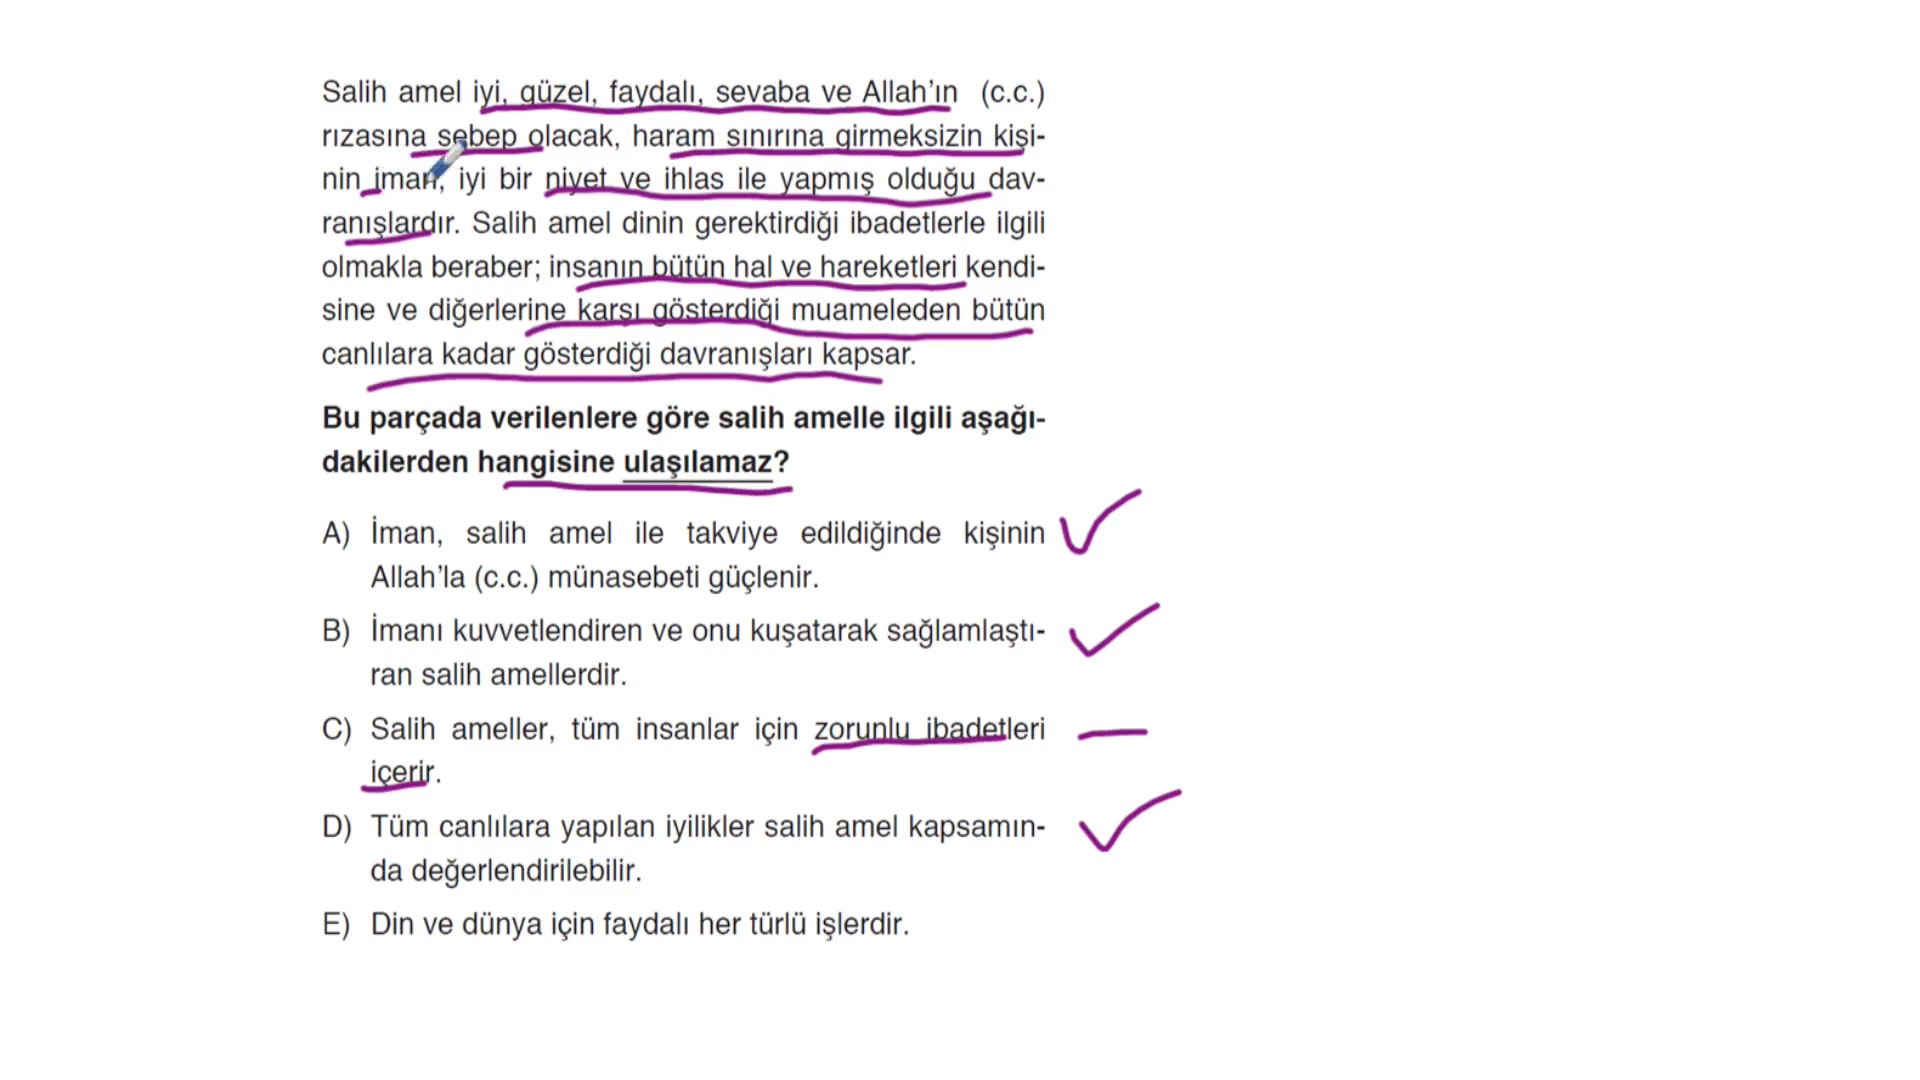 Salih amel iyi, güzel, faydalı, sevaba ve Allah’ın (c.c.)
rızasına sebep olacak, haram sınırına girmeksizin kişi-
nin iman, iyi bir niyet ve ihlas ile yapmış olduğu dav-
ranışlardır. Salih amel dinin gerektirdiği ibadetlerle ilgili
olmakla beraber; insanın bütün hal ve hareketleri kendi-
sine ve diğerlerine karşı gösterdiği muameleden bütün
canlılara kadar gösterdiği davranışları kapsar.
Bu parçada verilenlere göre salih amelle ilgili aşağı-
dakilerden hangisine ulaşılamaz?
A) İman, salih amel ile takviye edildiğinde kişinin
Allah’la (c.c.) münasebeti güçlenir.
B) İmanı kuvvetlendiren ve onu kuşatarak sağlamlaştı-
ran salih amellerdir.
C) Salih ameller, tüm insanlar için zorunlu ibadetleri
içerir.
D) Tüm canlılara yapılan iyilikler salih amel kapsamın-
da değerlendirilebilir.
E) Din ve dünya için faydalı her türlü işlerdir.